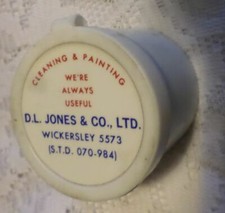 CLEANING & PAINTING
WE'RE
ALWAYS
USEFUL
D.L. JONES & CO., LTD.
WICKERSLEY 5573
(S.T.D. 070-984)